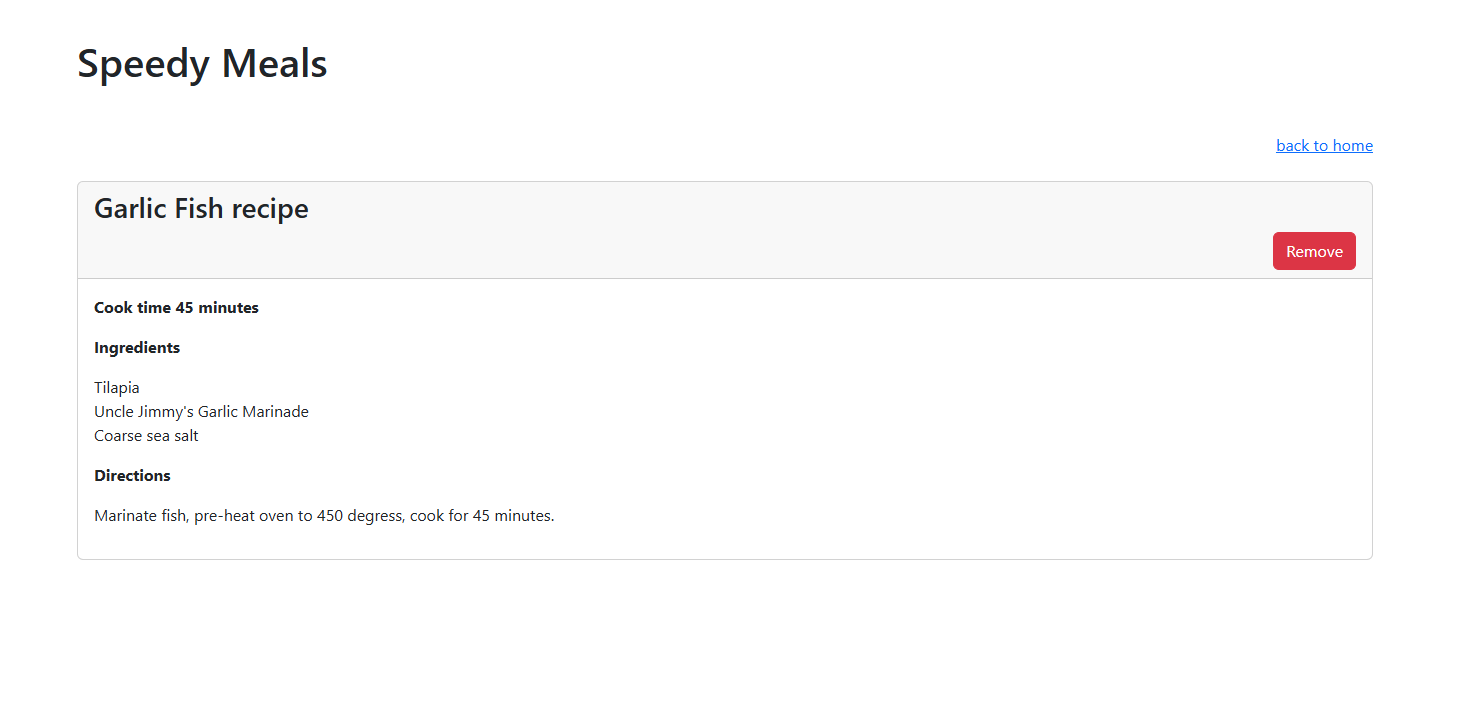 Speedy Meals
back to home
Garlic Fish recipe
Remove
Cook time 45 minutes
Ingredients
Tilapia
Uncle Jimmy's Garlic Marinade
Coarse sea salt
Directions
Marinate fish, pre-heat oven to 450 degress, cook for 45 minutes.